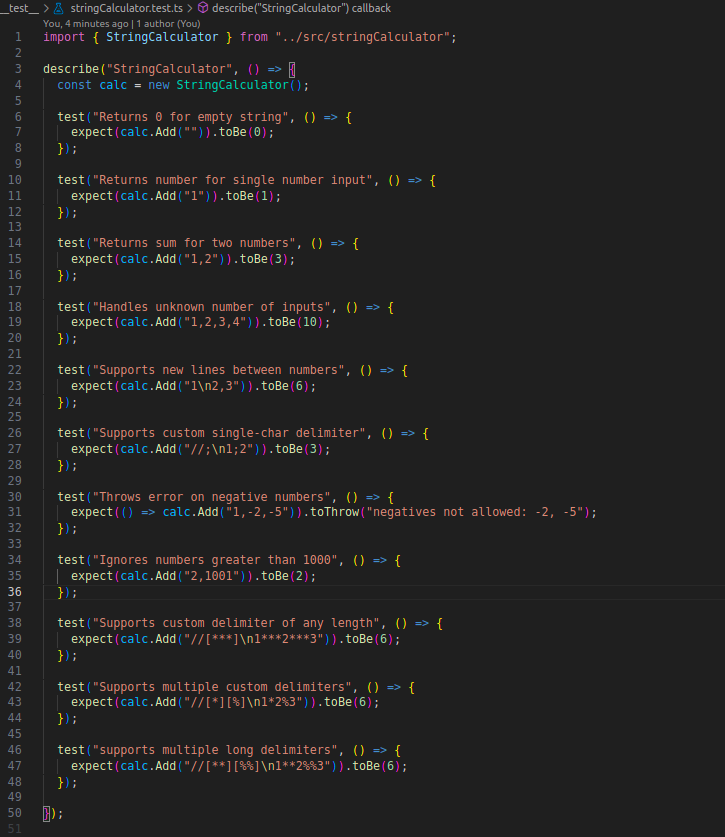 __test__ > stringCalculator.test.ts > describe("StringCalculator") callback
You, 4 minutes ago | 1 author (You)
1 import { StringCalculator } from "../src/stringCalculator";
2
3 describe("StringCalculator", () => {
4   const calc = new StringCalculator();
5
6   test("Returns 0 for empty string", () => {
7     expect(calc.Add("")).toBe(0);
8   });
9
10   test("Returns number for single number input", () => {
11     expect(calc.Add("1")).toBe(1);
12   });
13
14   test("Returns sum for two numbers", () => {
15     expect(calc.Add("1,2")).toBe(3);
16   });
17
18   test("Handles unknown number of inputs", () => {
19     expect(calc.Add("1,2,3,4")).toBe(10);
20   });
21
22   test("Supports new lines between numbers", () => {
23     expect(calc.Add("1\n2,3")).toBe(6);
24   });
25
26   test("Supports custom single-char delimiter", () => {
27     expect(calc.Add("//;\n1;2")).toBe(3);
28   });
29
30   test("Throws error on negative numbers", () => {
31     expect(() => calc.Add("1,-2,-5")).toThrow("negatives not allowed: -2, -5");
32   });
33
34   test("Ignores numbers greater than 1000", () => {
35     expect(calc.Add("2,1001")).toBe(2);
36   });
37
38   test("Supports custom delimiter of any length", () => {
39     expect(calc.Add("//[***]\n1***2***3")).toBe(6);
40   });
41
42   test("Supports multiple custom delimiters", () => {
43     expect(calc.Add("//[*][%]\n1*2%3")).toBe(6);
44   });
45
46   test("supports multiple long delimiters", () => {
47     expect(calc.Add("//[**][%%]\n1**2%%3")).toBe(6);
48   });
49
50 });
51